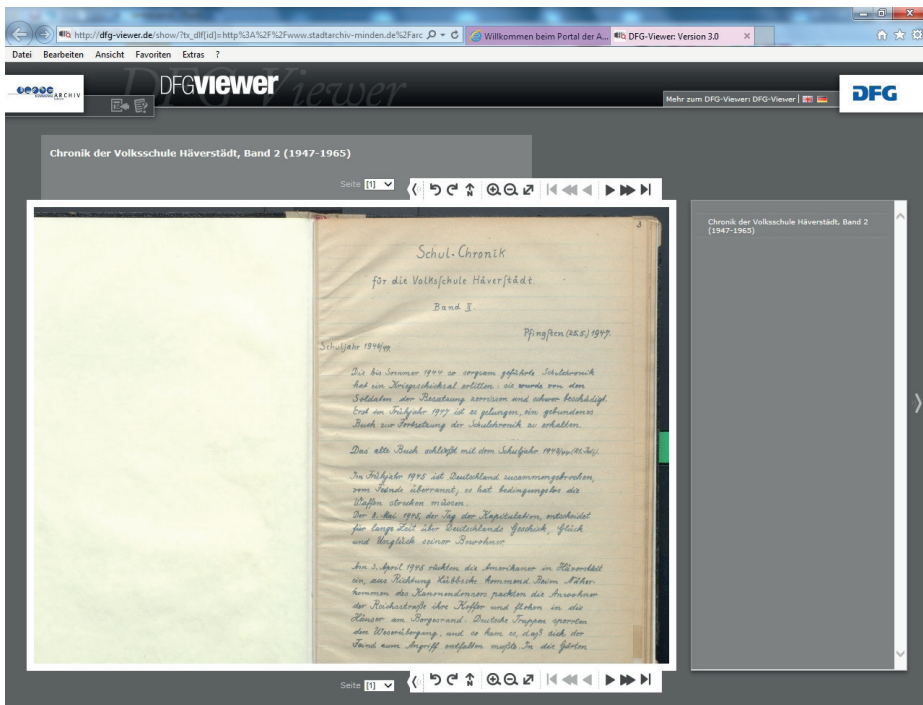 http://dfg-viewer.de/show/?tx_dlf[id]=http%3A%2F%2Fwww.stadtarchiv-minden.de%2Farc
Willkommen beim Portal der A...
DFG-Viewer: Version 3.0
Datei Bearbeiten Ansicht Favoriten Extras ?
ARCHIV
DFGVIEWER
DFG Viewer
Mehr zum DFG-Viewer: DFG-Viewer |
DFG
Chronik der Volksschule Häverstädt, Band 2 (1947-1965)
Seite [1]
Chronik der Volksschule Häverstädt, Band 2
(1947-1965)
3
Schul-Chronik
für die Volksschule Häverstädt
Band II.
Pfingsten (25.5.) 1947.
Schuljahr
Die bis Sommer 1944 so sorgsam geführte Schulchronik
hat ein Kriegsschicksal erlitten: sie wurde von den
Soldaten der Besatzung zerrissen und schwer beschädigt.
Erst im Frühjahr 1947 ist es gelungen, ein gebundenes
Buch zur Fortsetzung der Schulchronik zu erhalten.
Das alte Buch schließt mit dem Schuljahr 1943/44 (21. Juli).
Im Frühjahr 1945 ist Deutschland zusammengebrochen,
vom Feinde überrannt, es hat bedingungslos die
Waffen strecken müssen.
Der 8. Mai 1945, der Tag der Kapitulation, entscheidet
für lange Zeit über Deutschlands Geschick, Glück
und Unglück seiner Bewohner
Am 3. April 1945 rückten die Amerikaner in Häverstädt
ein, aus Richtung Lübbecke kommend. Beim Näher-
kommen des Kanonendonners packten die Anwohner
der Reichsstraße ihre Koffer und flohen in die
Häuser am Bergesrand. Deutsche Truppen sperrten
den Weserübergang, und so kam es, daß sich der
Feind zum Angriff entfalten mußte. In die Gärten
Seite [1]